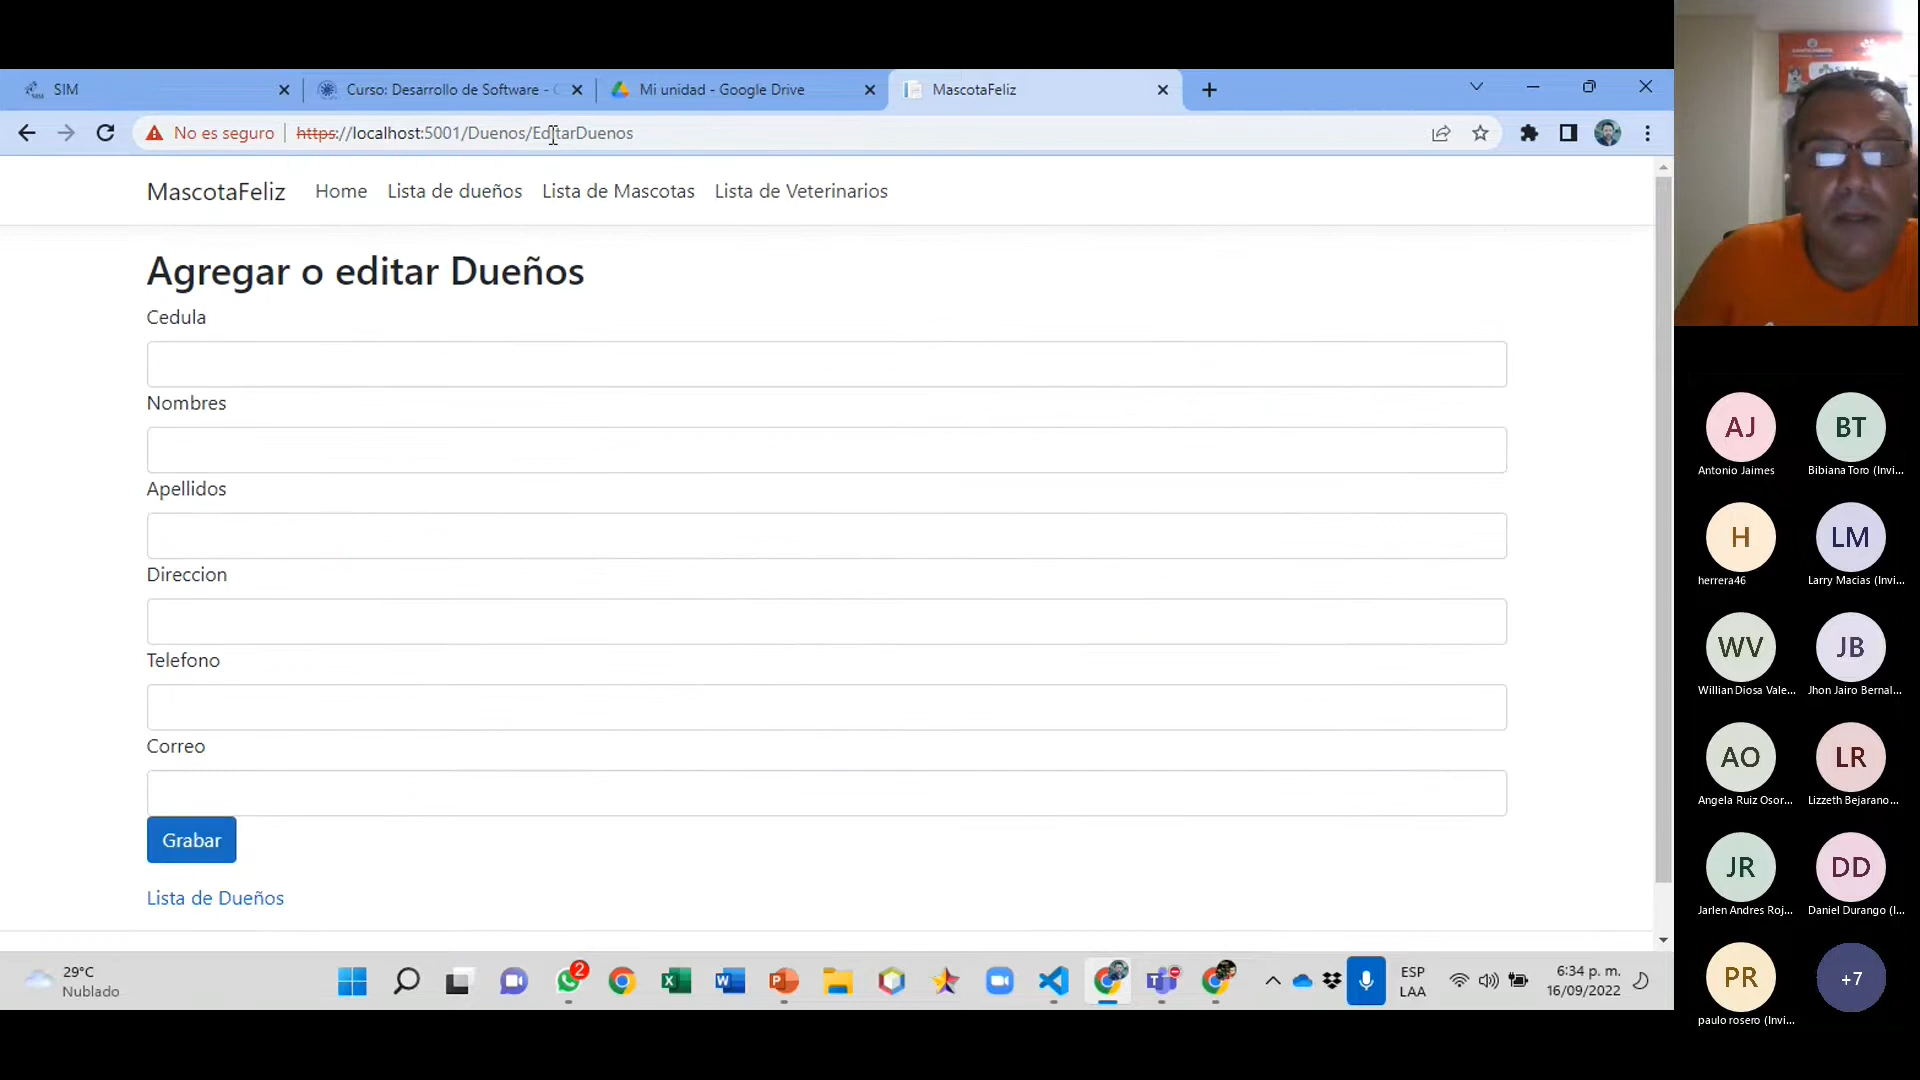 SIM
Curso: Desarrollo de Software -
Mi unidad - Google Drive
MascotaFeliz
No es seguro
https://localhost:5001/Duenos/EditarDuenos
MascotaFeliz
Home
Lista de dueños
Lista de Mascotas
Lista de Veterinarios
Agregar o editar Dueños
Cedula
Nombres
Apellidos
Direccion
Telefono
Correo
Grabar
Lista de Dueños
29°C
Nublado
2
ESP
LAA
6:34 p. m.
16/09/2022
AJ
Antonio Jaimes
BT
Bibiana Toro (Invi...
H
herrera46
LM
Larry Macias (Invi...
WV
Willian Diosa Vale...
JB
Jhon Jairo Bernal...
AO
Angela Ruiz Osor...
LR
Lizzeth Bejarano...
JR
Jarlen Andres Roj...
DD
Daniel Durango (I...
PR
paulo rosero (Invi...
+7